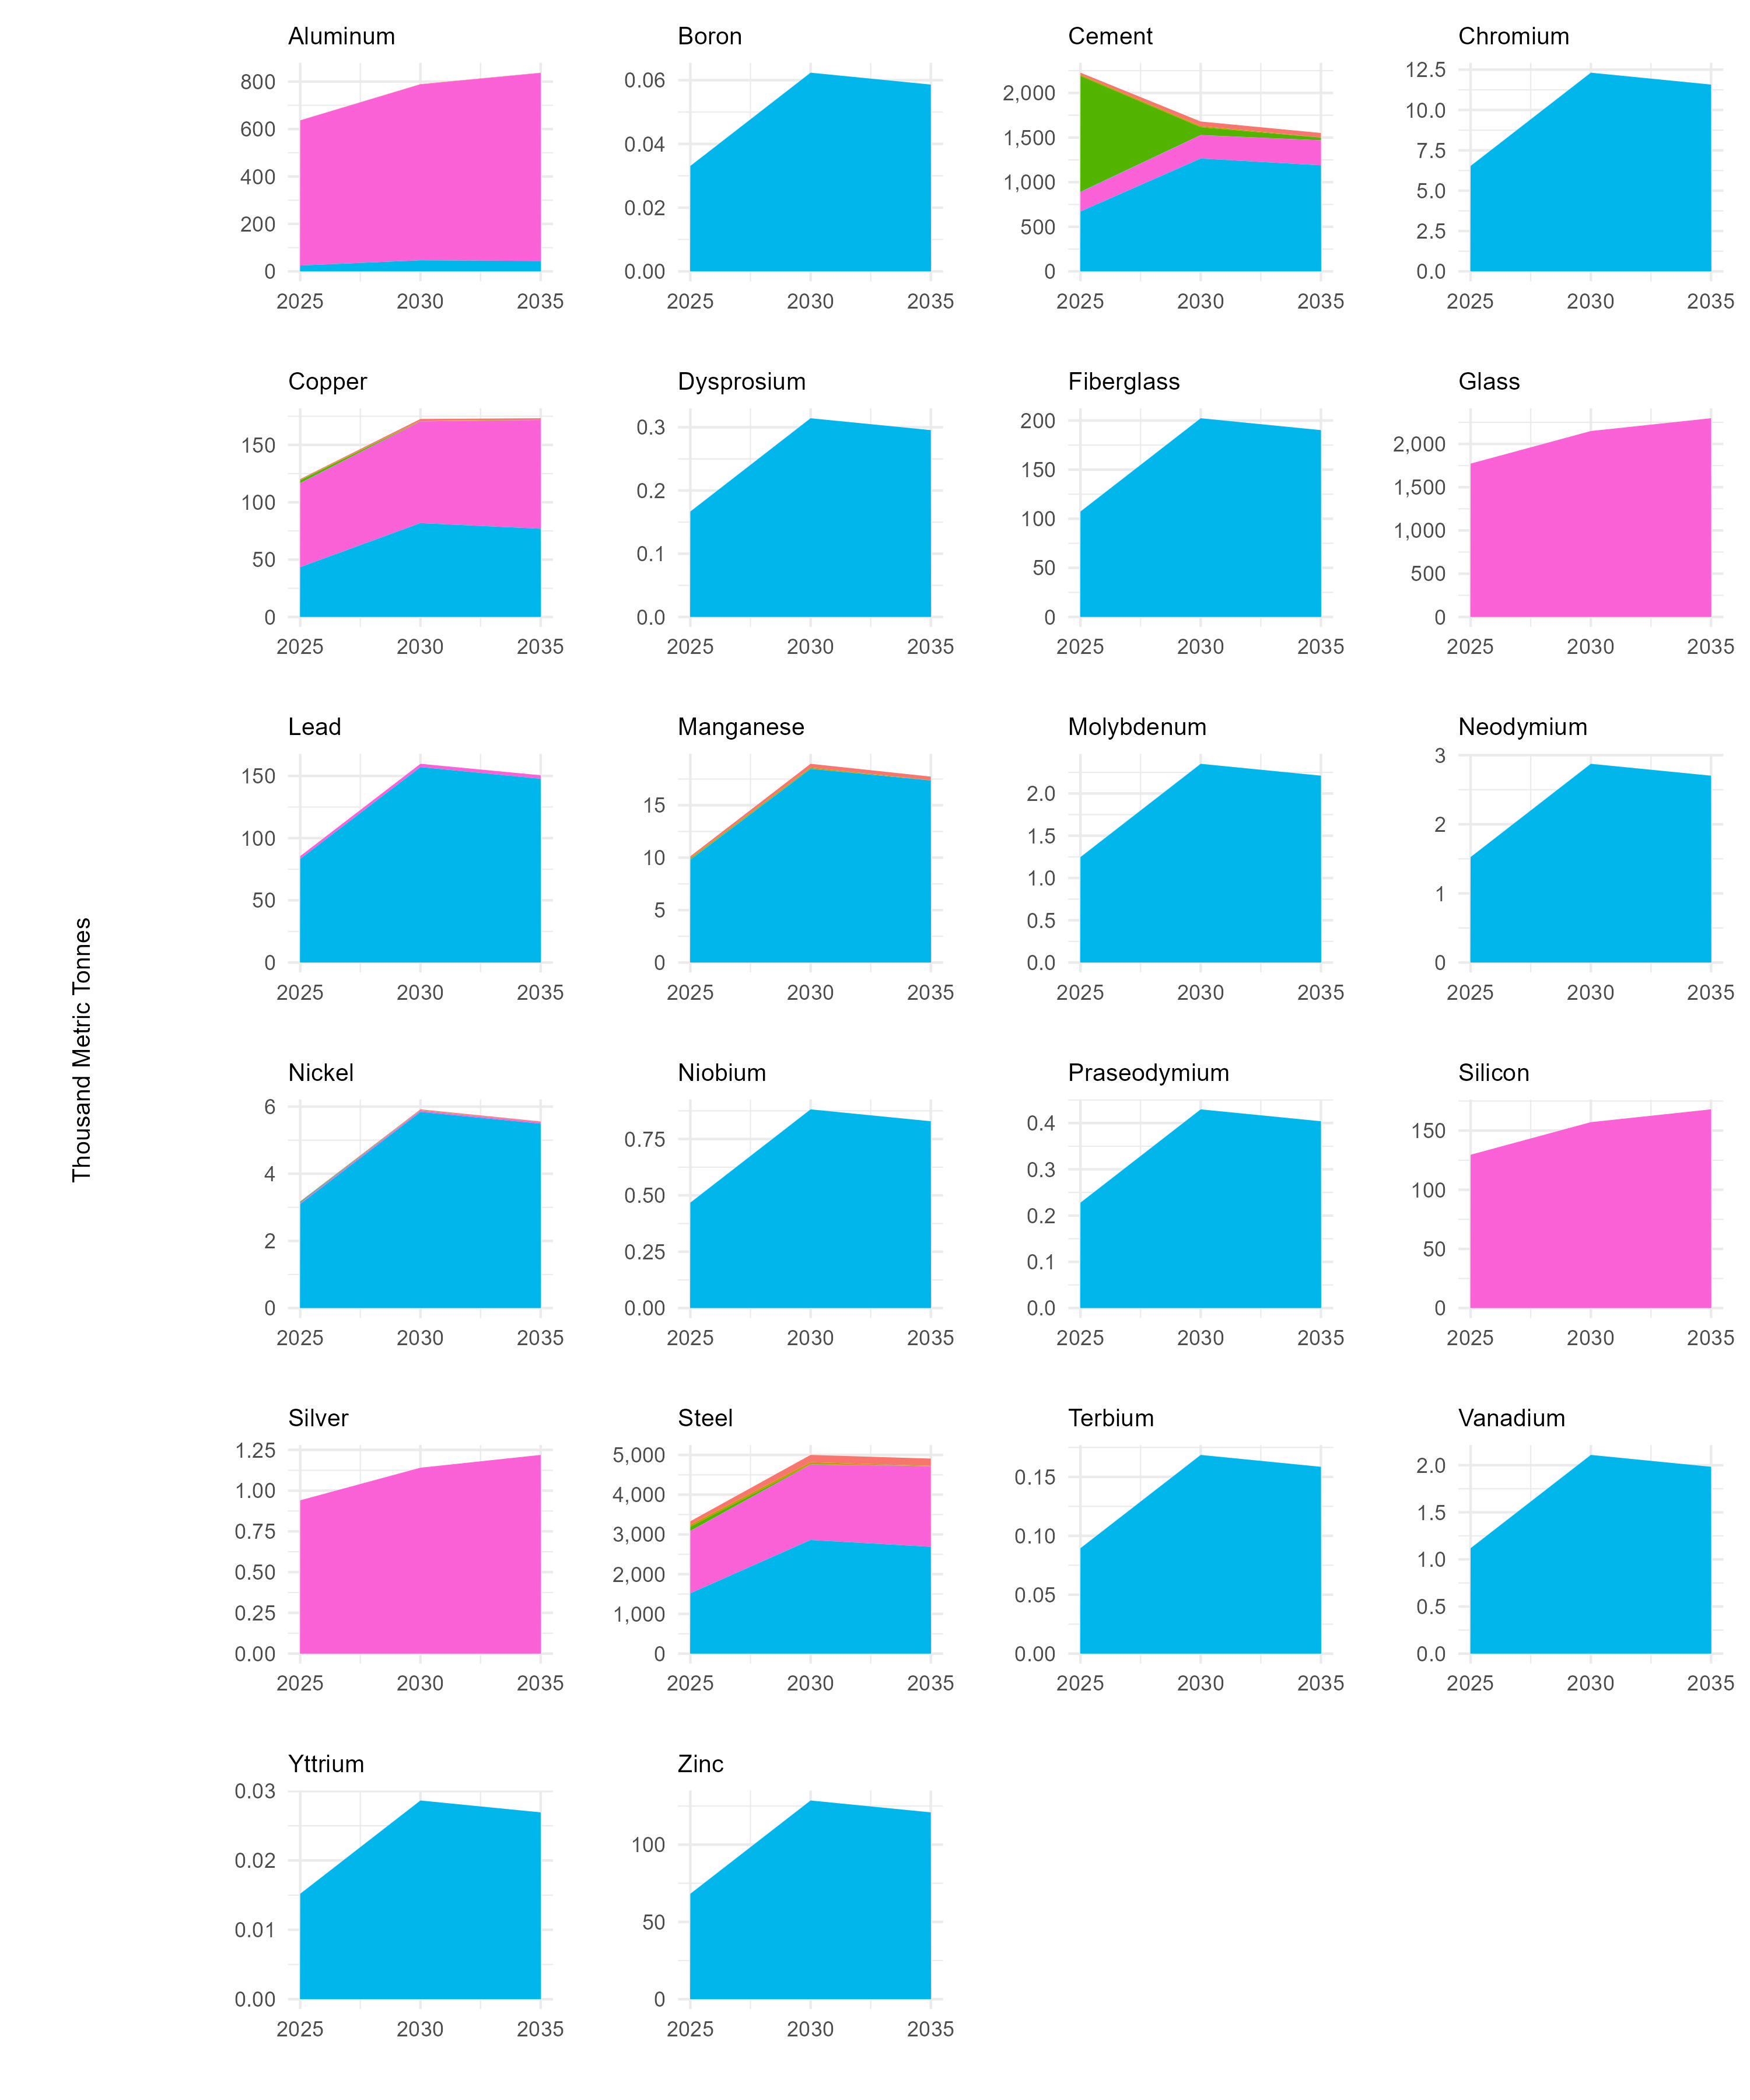 Thousand Metric Tonnes
Aluminum
800
600
400
200
0
2025 2030 2035
Boron
0.06
0.04
0.02
0.00
2025 2030 2035
Cement
2,000
1,500
1,000
500
0
2025 2030 2035
Chromium
12.5
10.0
7.5
5.0
2.5
0.0
2025 2030 2035
Copper
150
100
50
0
2025 2030 2035
Dysprosium
0.3
0.2
0.1
0.0
2025 2030 2035
Fiberglass
200
150
100
50
0
2025 2030 2035
Glass
2,000
1,500
1,000
500
0
2025 2030 2035
Lead
150
100
50
0
2025 2030 2035
Manganese
15
10
5
0
2025 2030 2035
Molybdenum
2.0
1.5
1.0
0.5
0.0
2025 2030 2035
Neodymium
3
2
1
0
2025 2030 2035
Nickel
6
4
2
0
2025 2030 2035
Niobium
0.75
0.50
0.25
0.00
2025 2030 2035
Praseodymium
0.4
0.3
0.2
0.1
0.0
2025 2030 2035
Silicon
150
100
50
0
2025 2030 2035
Silver
1.25
1.00
0.75
0.50
0.25
0.00
2025 2030 2035
Steel
5,000
4,000
3,000
2,000
1,000
0
2025 2030 2035
Terbium
0.15
0.10
0.05
0.00
2025 2030 2035
Vanadium
2.0
1.5
1.0
0.5
0.0
2025 2030 2035
Yttrium
0.03
0.02
0.01
0.00
2025 2030 2035
Zinc
100
50
0
2025 2030 2035